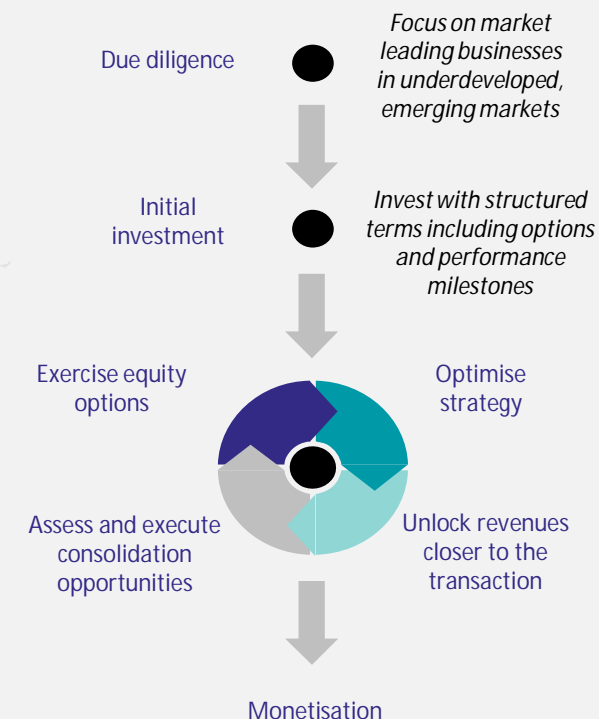 Due diligence
Focus on market
leading businesses
in underdeveloped,
emerging markets
Initial
investment
Invest with structured
terms including options
and performance
milestones
Exercise equity
options
Optimise
strategy
Assess and execute
consolidation
opportunities
Unlock revenues
closer to the
transaction
Monetisation